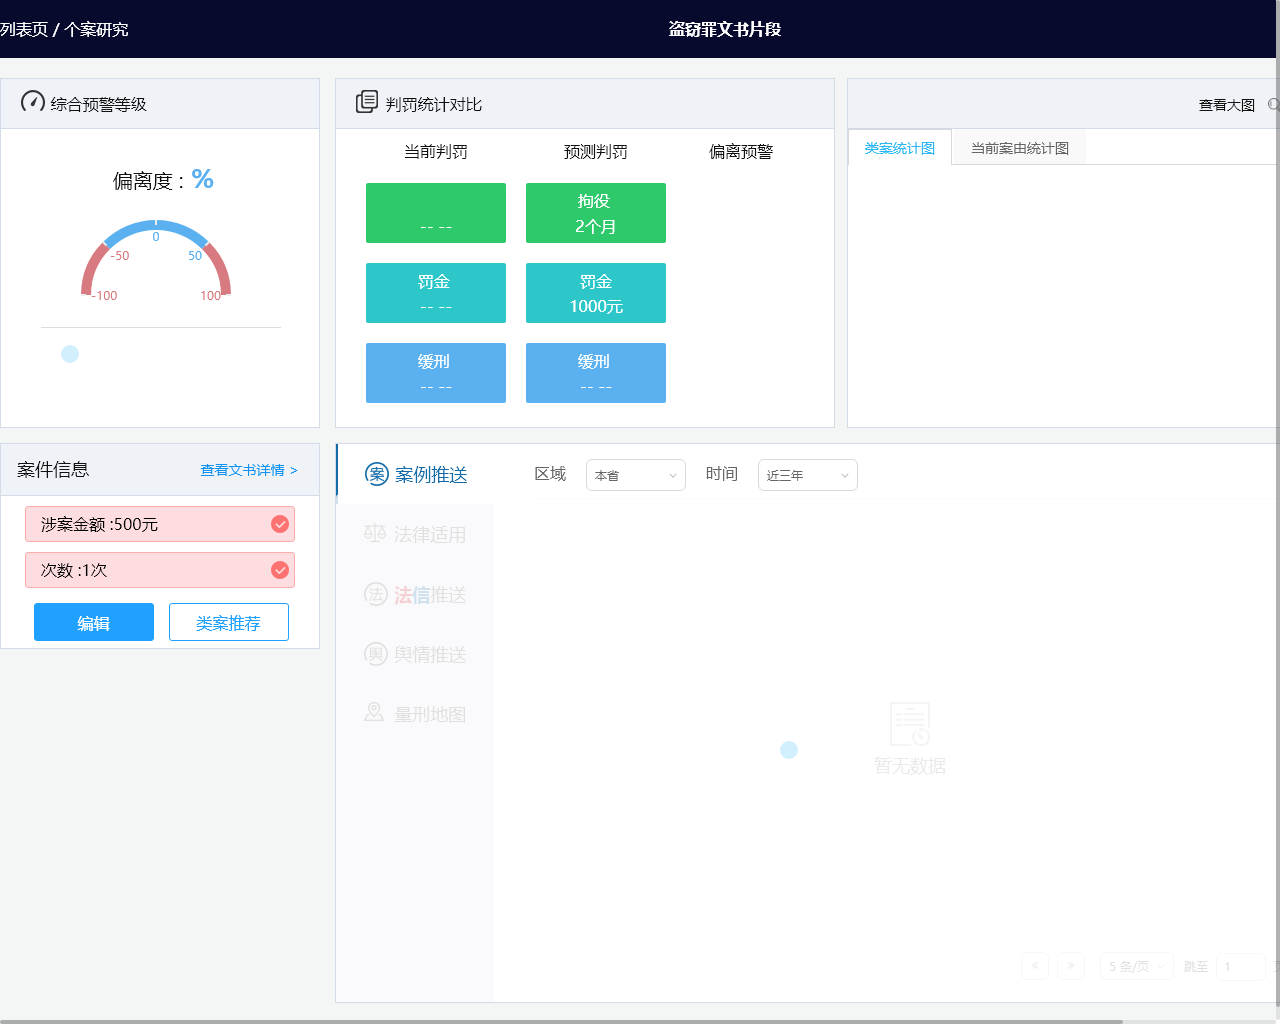 列表页 / 个案研究
盗窃罪文书片段
综合预警等级
偏离度 : %
0
-50
50
-100
100
判罚统计对比
当前判罚
预测判罚
偏离预警
-- --
拘役
2个月
罚金
-- --
罚金
1000元
缓刑
-- --
缓刑
-- --
查看大图
类案统计图
当前案由统计图
案件信息
查看文书详情 >
涉案金额 :500元
次数 :1次
编辑
类案推荐
案 案例推送
区域
本省
时间
近三年
法律适用
法 法信推送
舆 舆情推送
量刑地图
暂无数据
« » 5 条/页 跳至 1